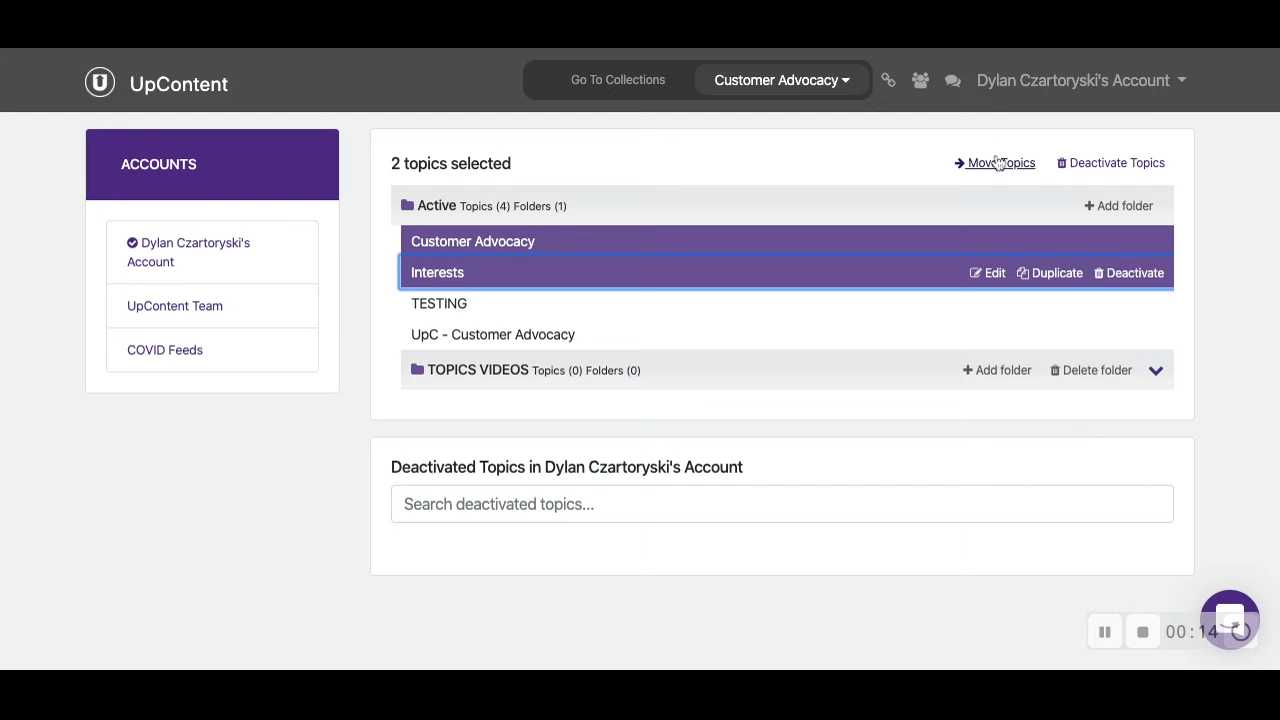 UpContent
Go To Collections
Customer Advocacy
Dylan Czartoryski's Account
ACCOUNTS
Dylan Czartoryski's
Account
UpContent Team
COVID Feeds
2 topics selected
Move Topics
Deactivate Topics
Active Topics (4) Folders (1)
+ Add folder
Customer Advocacy
Interests
Edit
Duplicate
Deactivate
TESTING
UpC - Customer Advocacy
TOPICS VIDEOS Topics (0) Folders (0)
+ Add folder
Delete folder
Deactivated Topics in Dylan Czartoryski's Account
Search deactivated topics...
00:14